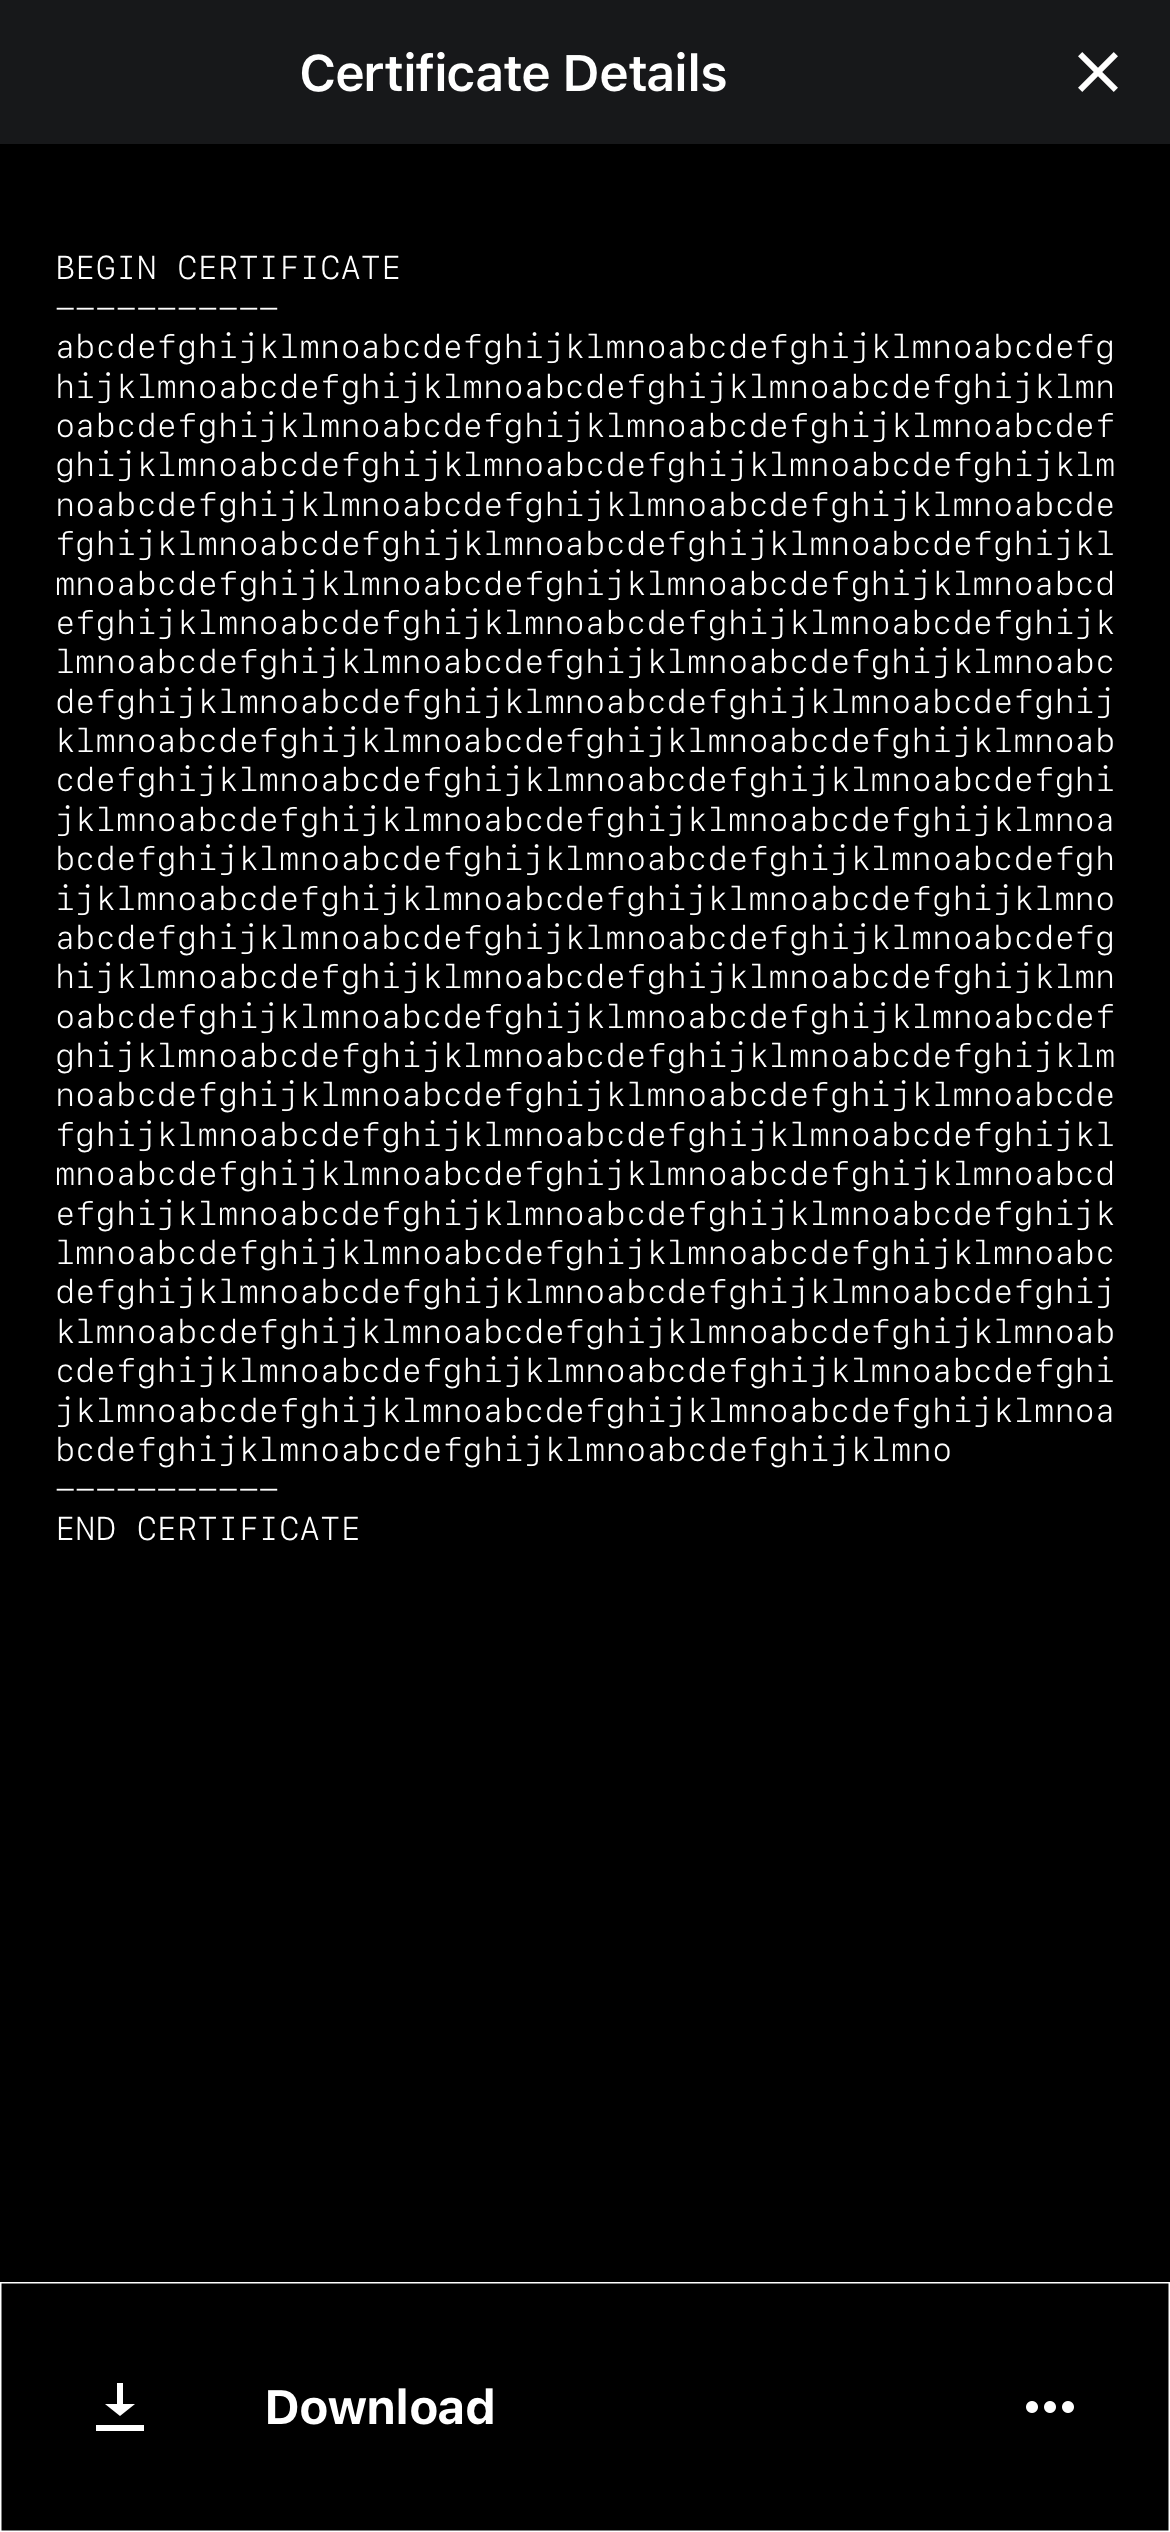 Certificate Details
BEGIN CERTIFICATE
-----------
abcdefghijklmnoabcdefghijklmnoabcdefghijklmnoabcdefg
hijklmnoabcdefghijklmnoabcdefghijklmnoabcdefghijklmn
oabcdefghijklmnoabcdefghijklmnoabcdefghijklmnoabcdef
ghijklmnoabcdefghijklmnoabcdefghijklmnoabcdefghijklm
noabcdefghijklmnoabcdefghijklmnoabcdefghijklmnoabcde
fghijklmnoabcdefghijklmnoabcdefghijklmnoabcdefghijkl
mnoabcdefghijklmnoabcdefghijklmnoabcdefghijklmnoabcd
efghijklmnoabcdefghijklmnoabcdefghijklmnoabcdefghijk
lmnoabcdefghijklmnoabcdefghijklmnoabcdefghijklmnoabc
defghijklmnoabcdefghijklmnoabcdefghijklmnoabcdefghij
klmnoabcdefghijklmnoabcdefghijklmnoabcdefghijklmnoab
cdefghijklmnoabcdefghijklmnoabcdefghijklmnoabcdefghi
jklmnoabcdefghijklmnoabcdefghijklmnoabcdefghijklmnoa
bcdefghijklmnoabcdefghijklmnoabcdefghijklmnoabcdefgh
ijklmnoabcdefghijklmnoabcdefghijklmnoabcdefghijklmno
abcdefghijklmnoabcdefghijklmnoabcdefghijklmnoabcdefg
hijklmnoabcdefghijklmnoabcdefghijklmnoabcdefghijklmn
oabcdefghijklmnoabcdefghijklmnoabcdefghijklmnoabcdef
ghijklmnoabcdefghijklmnoabcdefghijklmnoabcdefghijklm
noabcdefghijklmnoabcdefghijklmnoabcdefghijklmnoabcde
fghijklmnoabcdefghijklmnoabcdefghijklmnoabcdefghijkl
mnoabcdefghijklmnoabcdefghijklmnoabcdefghijklmnoabcd
efghijklmnoabcdefghijklmnoabcdefghijklmnoabcdefghijk
lmnoabcdefghijklmnoabcdefghijklmnoabcdefghijklmnoabc
defghijklmnoabcdefghijklmnoabcdefghijklmnoabcdefghij
klmnoabcdefghijklmnoabcdefghijklmnoabcdefghijklmnoab
cdefghijklmnoabcdefghijklmnoabcdefghijklmnoabcdefghi
jklmnoabcdefghijklmnoabcdefghijklmnoabcdefghijklmnoa
bcdefghijklmnoabcdefghijklmnoabcdefghijklmno
-----------
END CERTIFICATE
Download